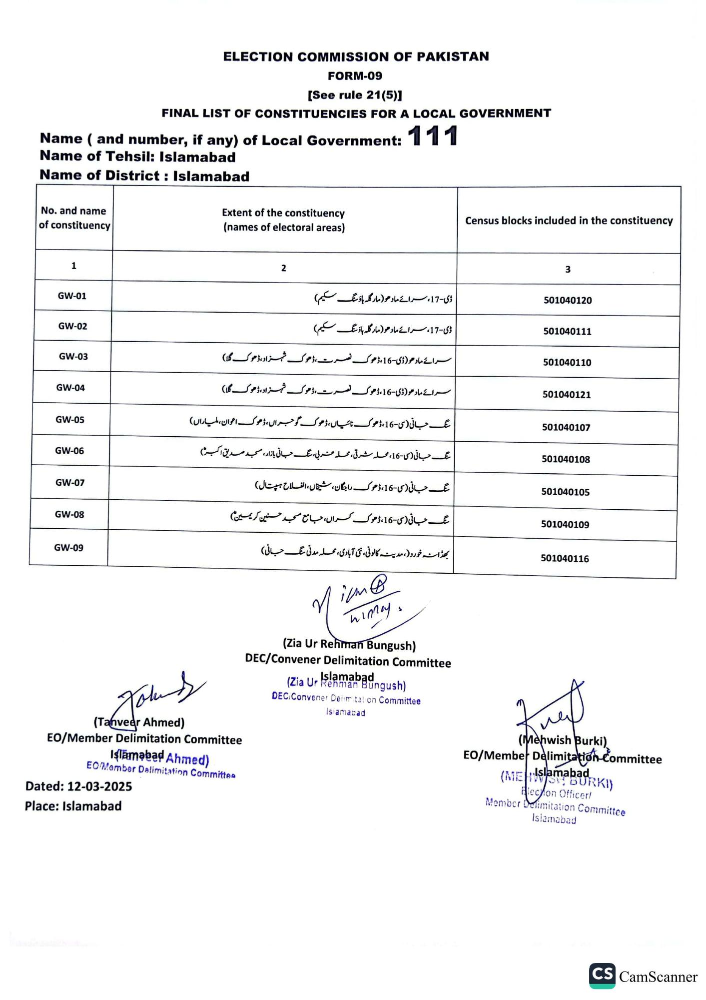 ELECTION COMMISSION OF PAKISTAN
FORM-09
[See rule 21(5)]
FINAL LIST OF CONSTITUENCIES FOR A LOCAL GOVERNMENT
Name ( and number, if any) of Local Government: 111
Name of Tehsil: Islamabad
Name of District : Islamabad
No. and name of constituency | Extent of the constituency (names of electoral areas) | Census blocks included in the constituency
1 | 2 | 3
GW-01 | ڈی-17، سرائے مادھو (مارگلہ ہاؤسنگ سکیم) | 501040120
GW-02 | ڈی-17، سرائے مادھو (مارگلہ ہاؤسنگ سکیم) | 501040111
GW-03 | سرائے مادھو (ڈی-16، ڈھوک نصرت، ڈھوک شہزاد، ڈھوک گلا) | 501040110
GW-04 | سرائے مادھو (ڈی-16، ڈھوک نصرت، ڈھوک شہزاد، ڈھوک گلا) | 501040121
GW-05 | سنگ جانی (سی-16، ڈھوک نائیاں، ڈھوک گوجراں، ڈھوک اعوان، ملیاراں) | 501040107
GW-06 | سنگ جانی (سی-16، محلہ شرقی، محلہ غربی، سنگ جانی بازار، مسجد صدیق اکبرؓ) | 501040108
GW-07 | سنگ جانی (سی-16، ڈھوک راجگان، شیخاں، الفلاح ہسپتال) | 501040105
GW-08 | سنگ جانی (سی-16، ڈھوک کسراں، جامع مسجد حسنین کریمینؓ) | 501040109
GW-09 | بھڈانہ خورد (، مدینہ کالونی، نئی آبادی، محلہ مدنی سنگ جانی) | 501040116
(Zia Ur Rehman Bungush)
DEC/Convener Delimitation Committee
Islamabad
(Zia Ur Rehman Bungush)
DEC/Convener Delimitation Committee
Islamabad
(Tanveer Ahmed)
EO/Member Delimitation Committee
Islamabad
(Tanveer Ahmed)
EO/Member Delimitation Committee
(Mehwish Burki)
EO/Member Delimitation Committee
Islamabad
(MEHWISH BURKI)
Election Officer/
Member Delimitation Committee
Islamabad
Dated: 12-03-2025
Place: Islamabad
CS CamScanner